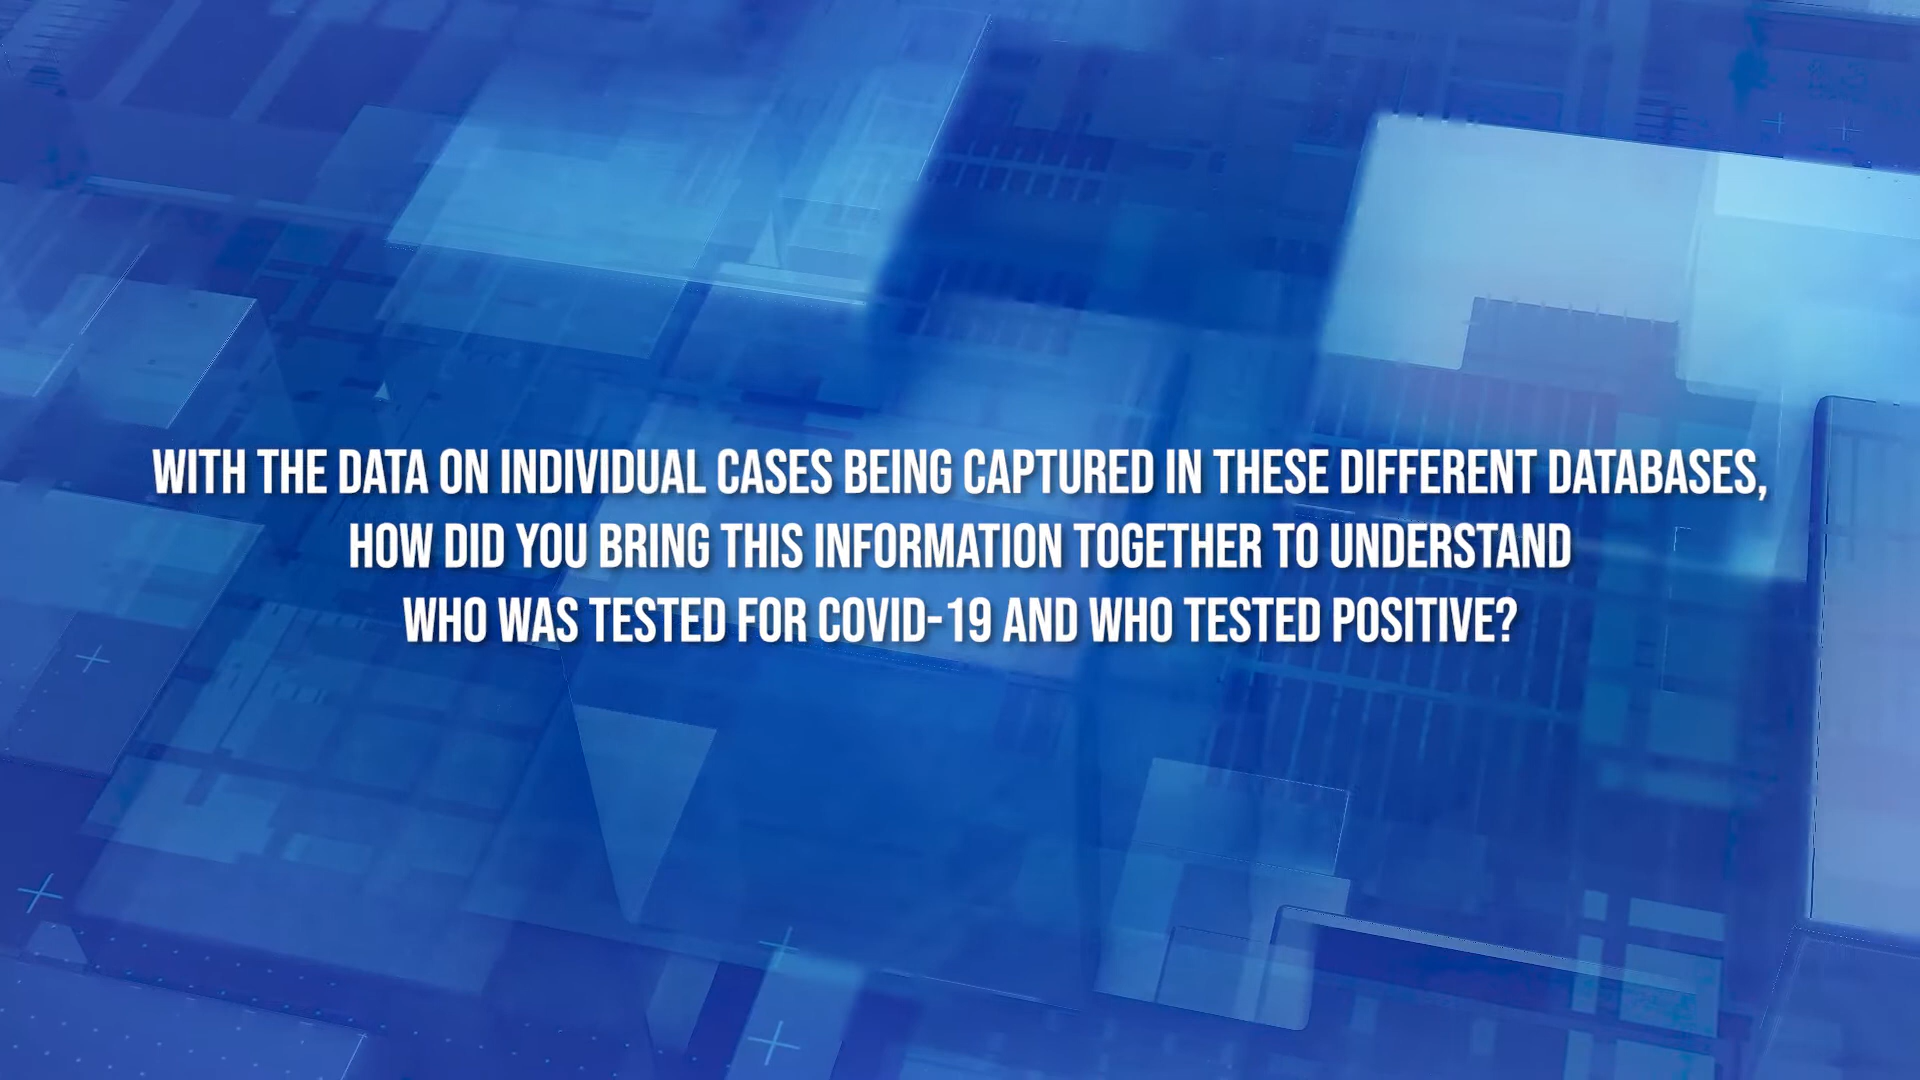 WITH THE DATA ON INDIVIDUAL CASES BEING CAPTURED IN THESE DIFFERENT DATABASES,
HOW DID YOU BRING THIS INFORMATION TOGETHER TO UNDERSTAND
WHO WAS TESTED FOR COVID-19 AND WHO TESTED POSITIVE?